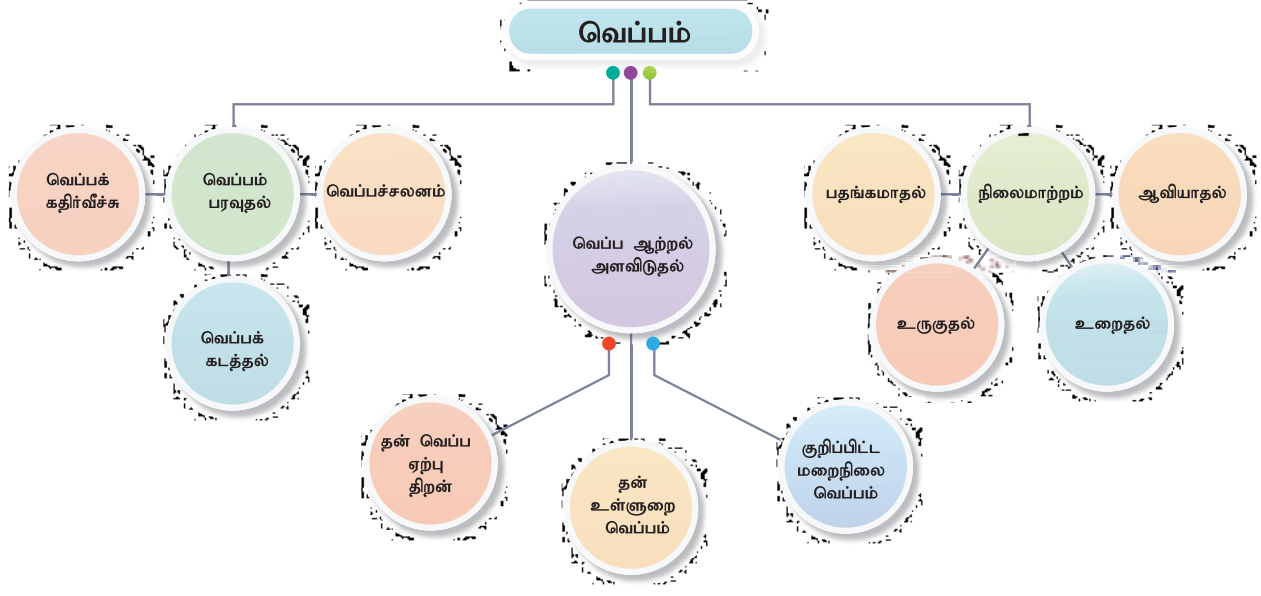 வெப்பம்
வெப்பக்
கதிர்வீச்சு
வெப்பம்
பரவுதல்
வெப்பச்சலனம்
வெப்பக்
கடத்தல்
வெப்ப ஆற்றல்
அளவிடுதல்
தன் வெப்ப
ஏற்பு
திறன்
தன்
உள்ளுறை
வெப்பம்
குறிப்பிட்ட
மறைநிலை
வெப்பம்
பதங்கமாதல்
நிலைமாற்றம்
ஆவியாதல்
உருகுதல்
உறைதல்